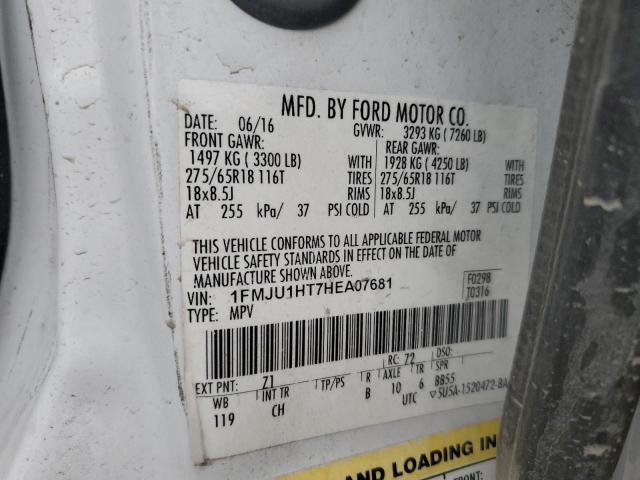 MFD. BY FORD MOTOR CO.
DATE: 06/16 GVWR: 3293 KG ( 7260 LB)
FRONT GAWR: REAR GAWR:
1497 KG ( 3300 LB) WITH 1928 KG ( 4250 LB) WITH
275/65R18 116T TIRES 275/65R18 116T TIRES
18x8.5J RIMS 18x8.5J RIMS
AT 255 kPa/ 37 PSI COLD AT 255 kPa/ 37 PSI COLD
THIS VEHICLE CONFORMS TO ALL APPLICABLE FEDERAL MOTOR
VEHICLE SAFETY STANDARDS IN EFFECT ON THE DATE OF
MANUFACTURE SHOWN ABOVE.
VIN: 1FMJU1HT7HEA07681 F0298
TYPE: MPV T0316
EXT PNT: 71 RC: 72 DSO:
WB INT TR TP/PS R AXLE TR SPR
119 CH B 10 6 BB55
UTC ▽5U5A-1520472-BA
AND LOADING IN
FRONT: